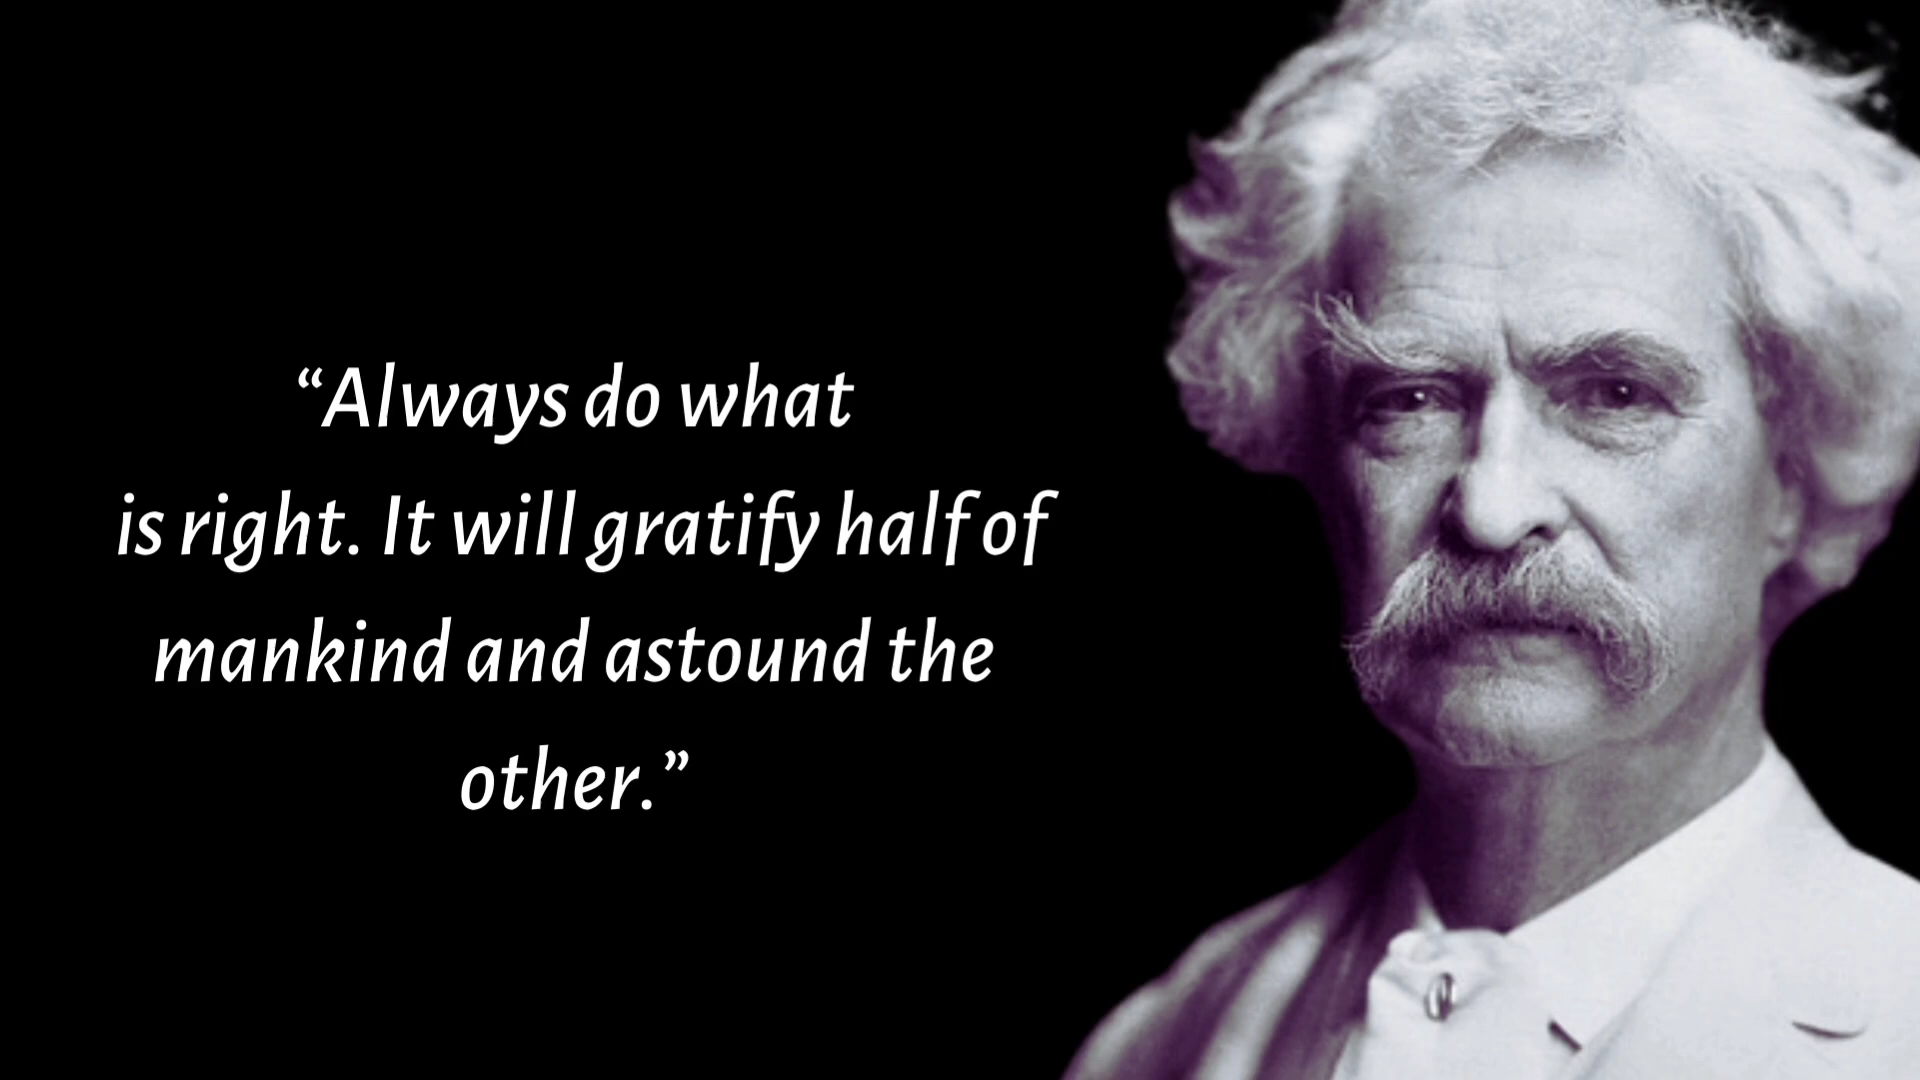 “Always do what
is right. It will gratify half of
mankind and astound the
other.”